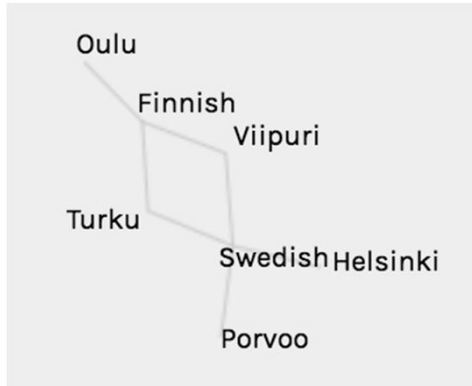 Oulu
Finnish
Viipuri
Turku
Swedish Helsinki
Porvoo